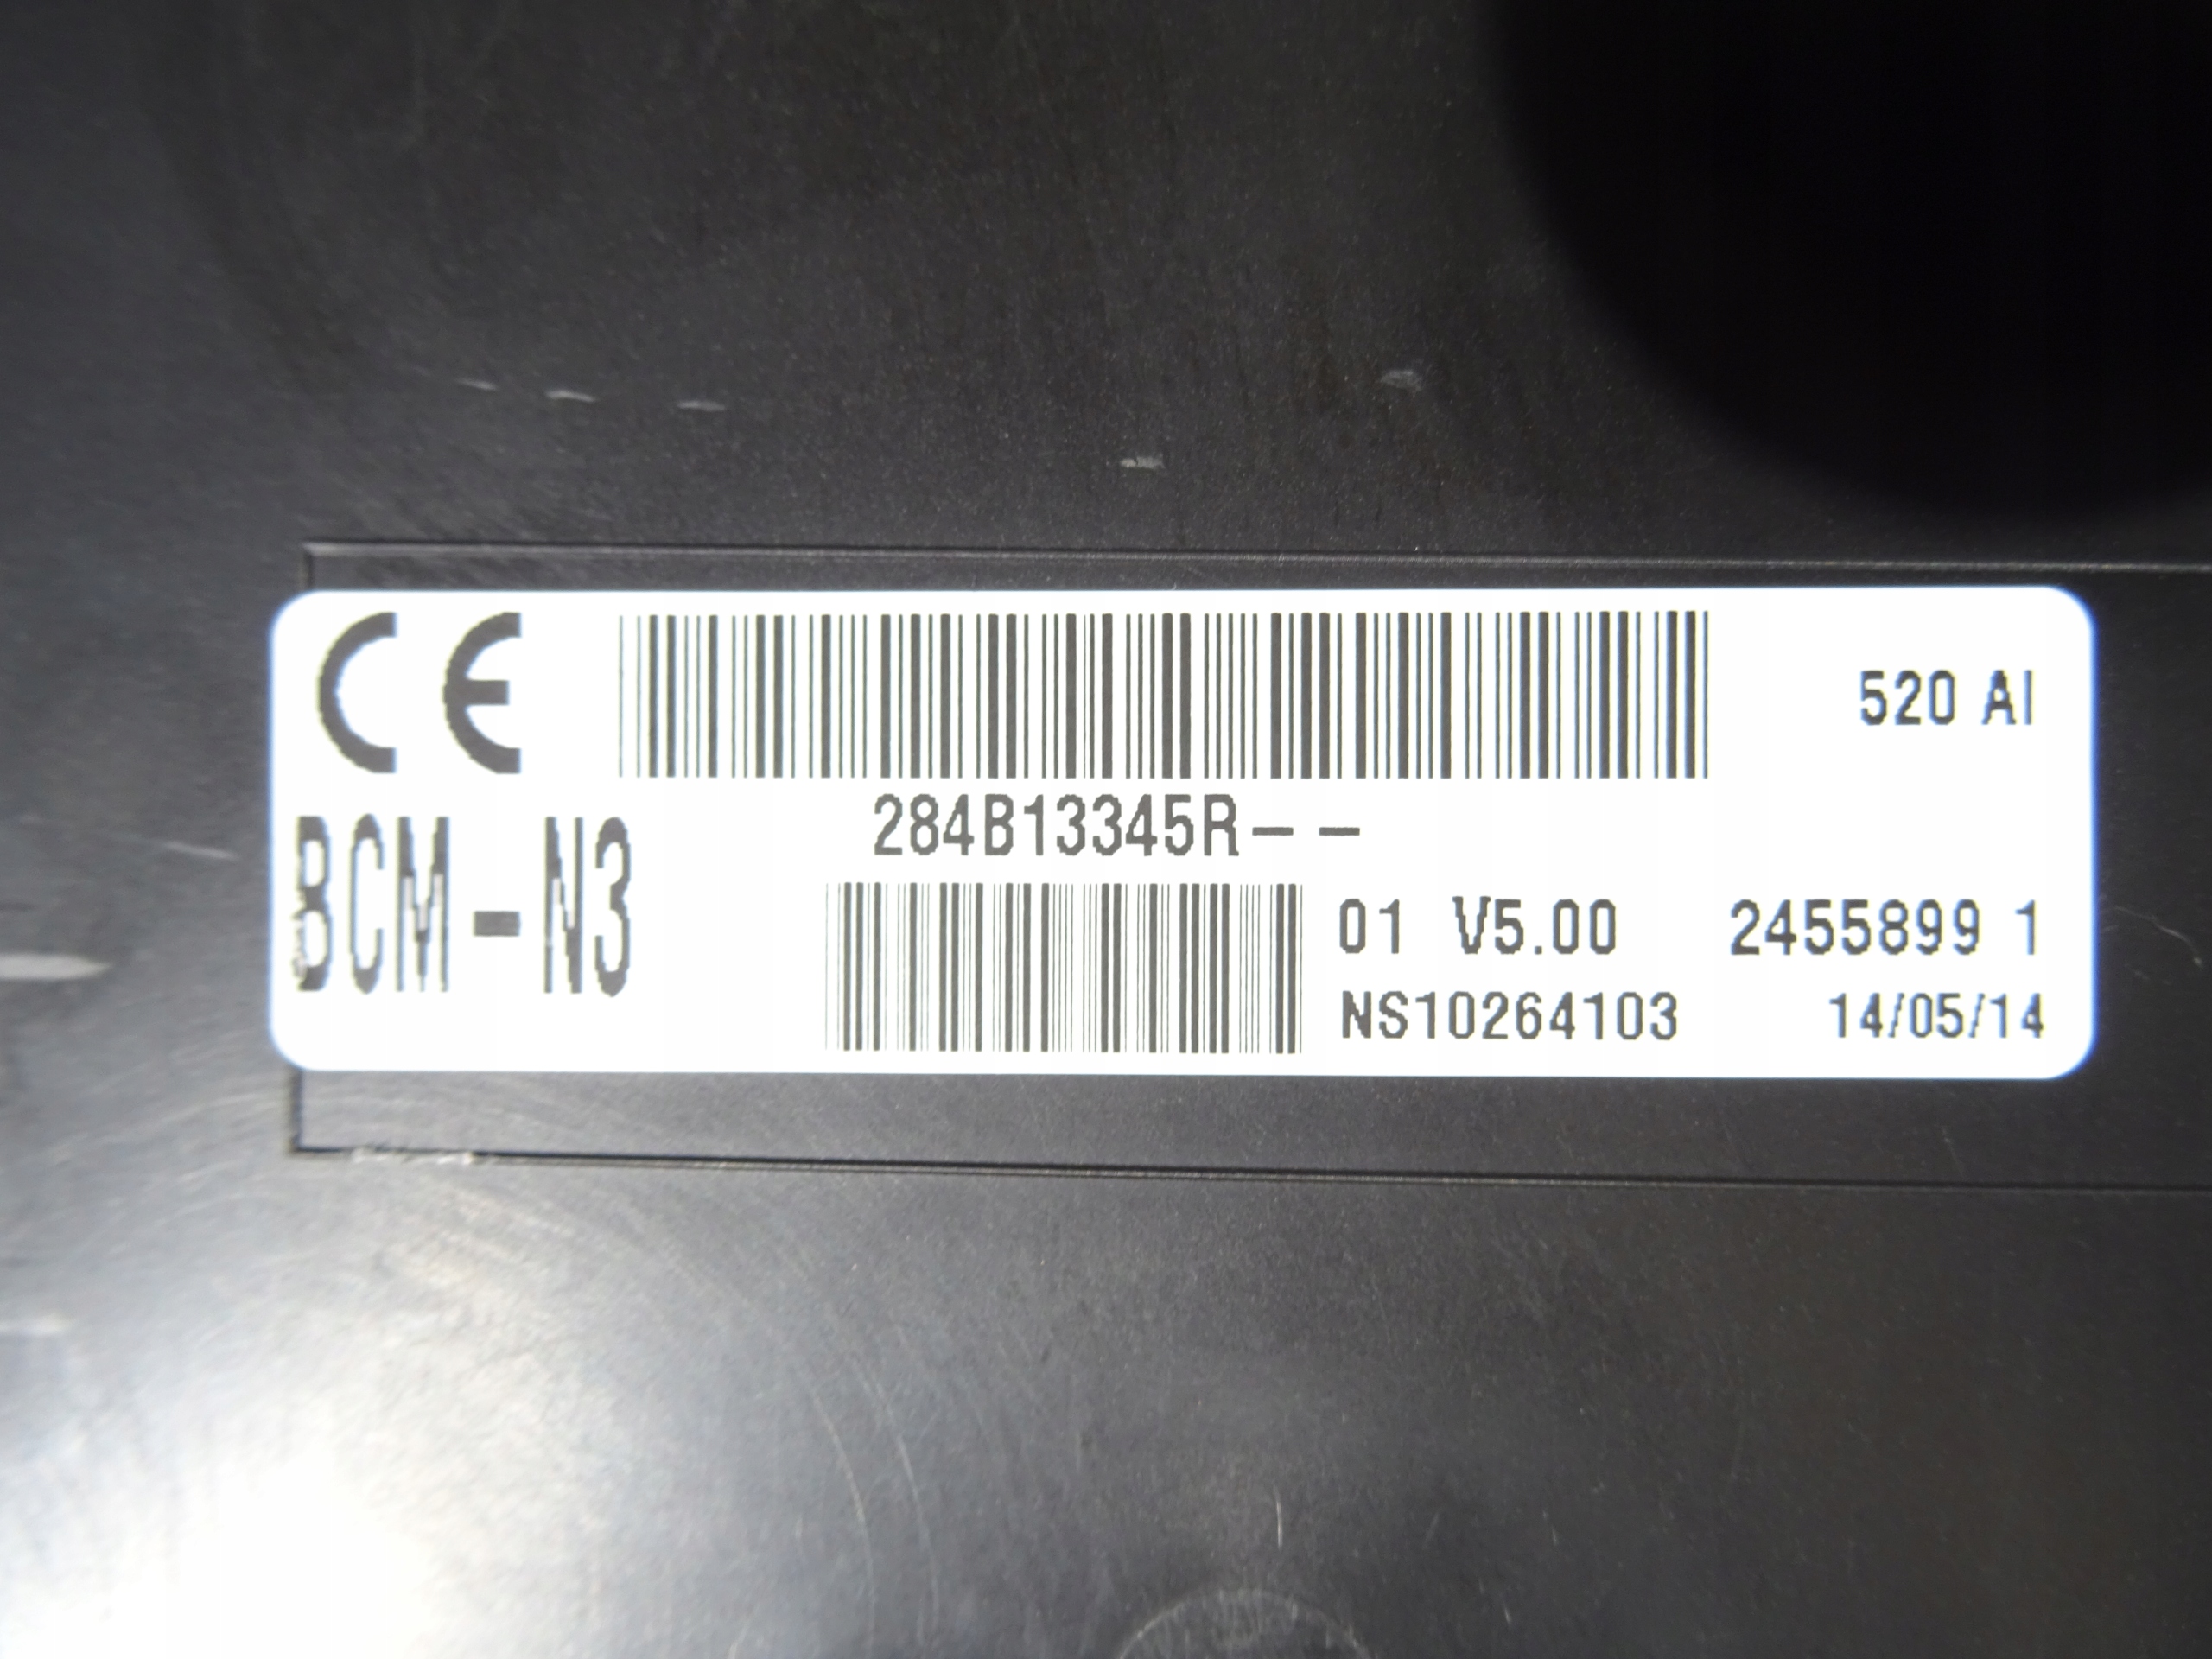 CE
520 AI
284B13345R--
BCM-N3
01 V5.00 2455899 1
NS10264103 14/05/14